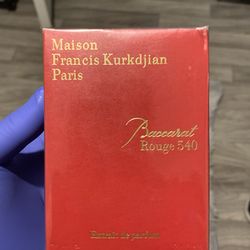 Maison
Francis Kurkdjian
Paris
Baccarat
Rouge 540
Extrait de parfum